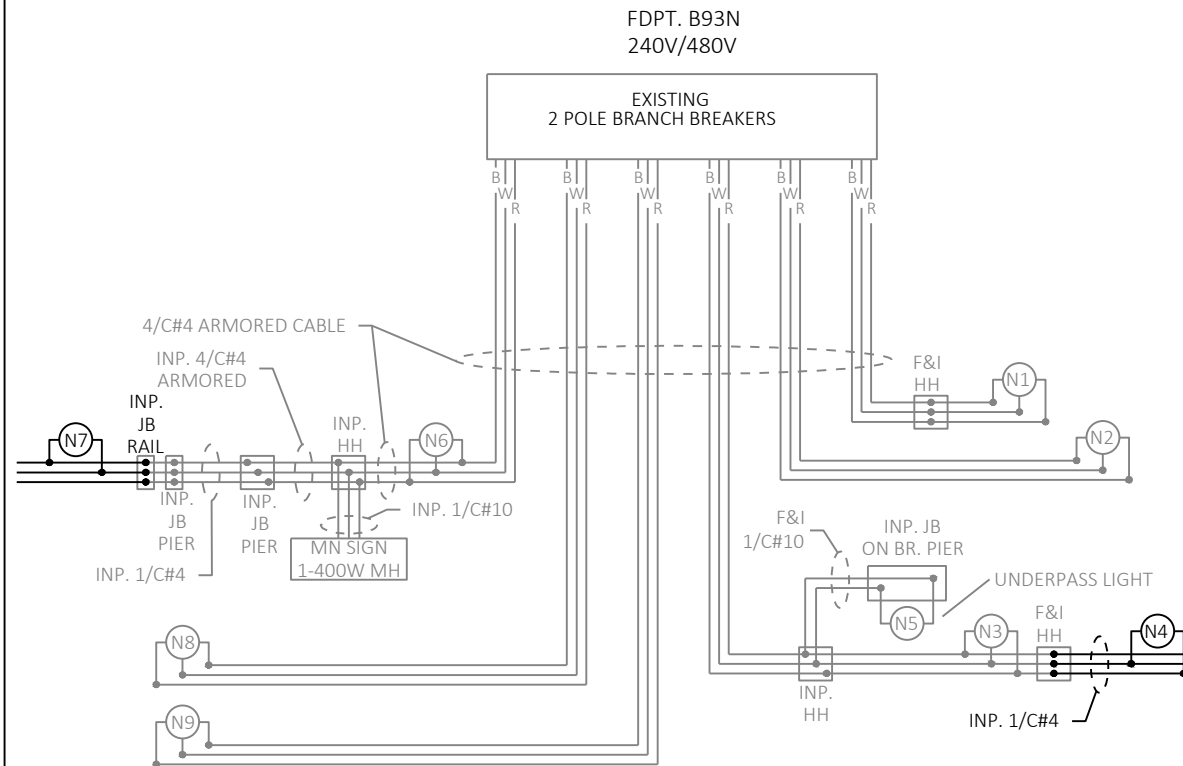 FDPT. B93N
240V/480V
EXISTING
2 POLE BRANCH BREAKERS
B W R
B W R
B W R
B W R
B W R
B W R
4/C#4 ARMORED CABLE
INP. 4/C#4
ARMORED
INP.
JB
RAIL
N7
INP.
HH
N6
F&I
HH
N1
N2
INP.
JB
PIER
INP.
JB
PIER
INP. 1/C#10
MN SIGN
1-400W MH
INP. 1/C#4
F&I
1/C#10
INP. JB
ON BR. PIER
UNDERPASS LIGHT
N5
N3
F&I
HH
N4
INP.
HH
INP. 1/C#4
N8
N9